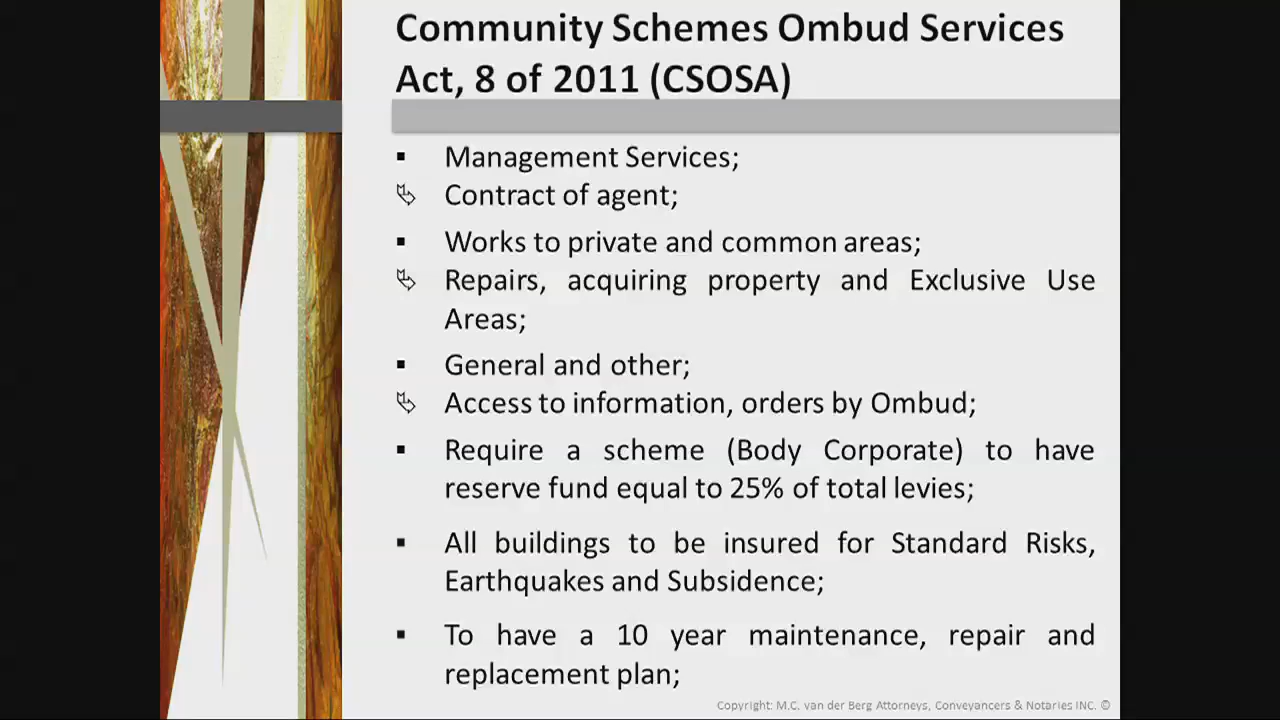 Community Schemes Ombud Services
Act, 8 of 2011 (CSOSA)
▪ Management Services;
Contract of agent;
▪ Works to private and common areas;
Repairs, acquiring property and Exclusive Use
Areas;
▪ General and other;
Access to information, orders by Ombud;
▪ Require a scheme (Body Corporate) to have
reserve fund equal to 25% of total levies;
▪ All buildings to be insured for Standard Risks,
Earthquakes and Subsidence;
▪ To have a 10 year maintenance, repair and
replacement plan;
Copyright: M.C. van der Berg Attorneys, Conveyancers & Notaries INC. ©